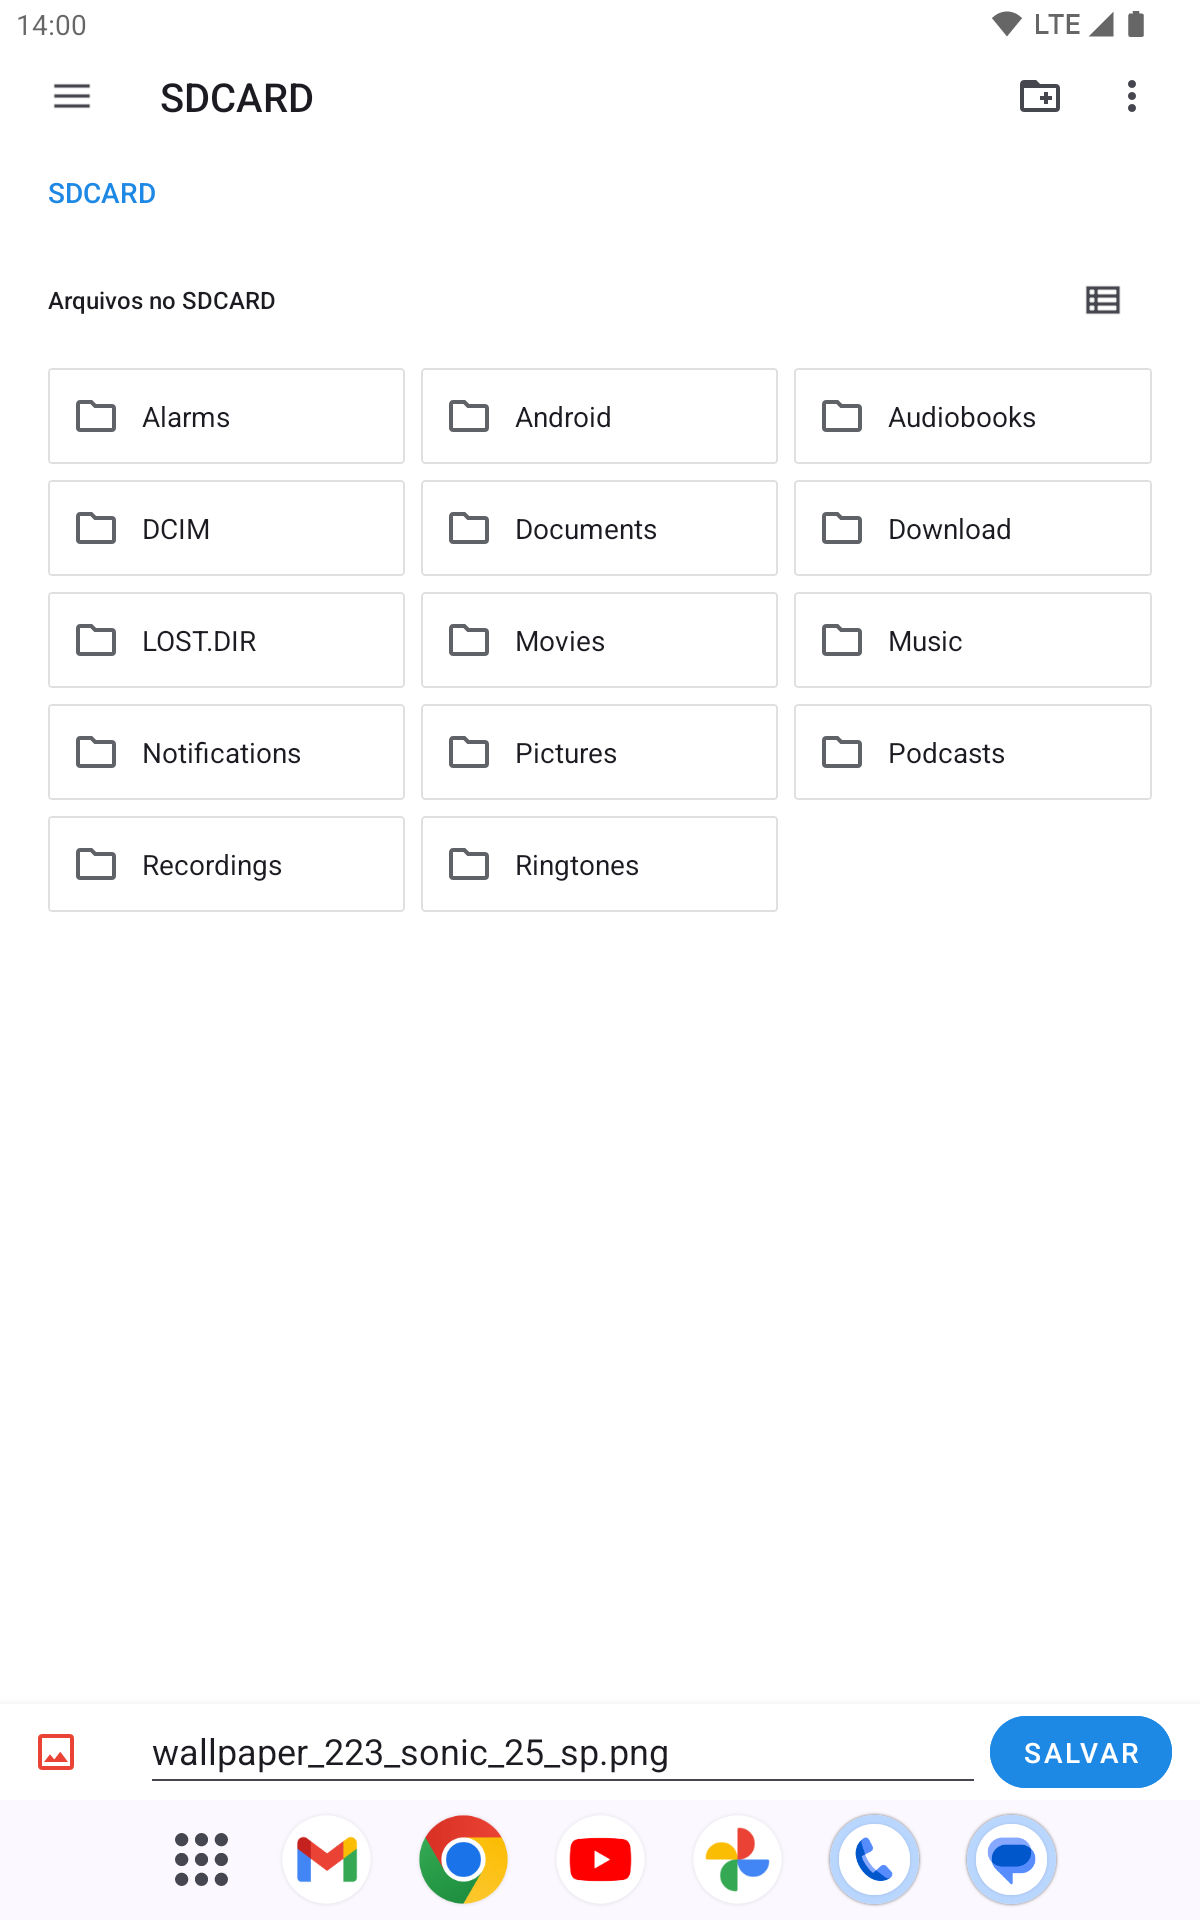 14:00
LTE
SDCARD
SDCARD
Arquivos no SDCARD
Alarms
Android
Audiobooks
DCIM
Documents
Download
LOST.DIR
Movies
Music
Notifications
Pictures
Podcasts
Recordings
Ringtones
wallpaper_223_sonic_25_sp.png
SALVAR